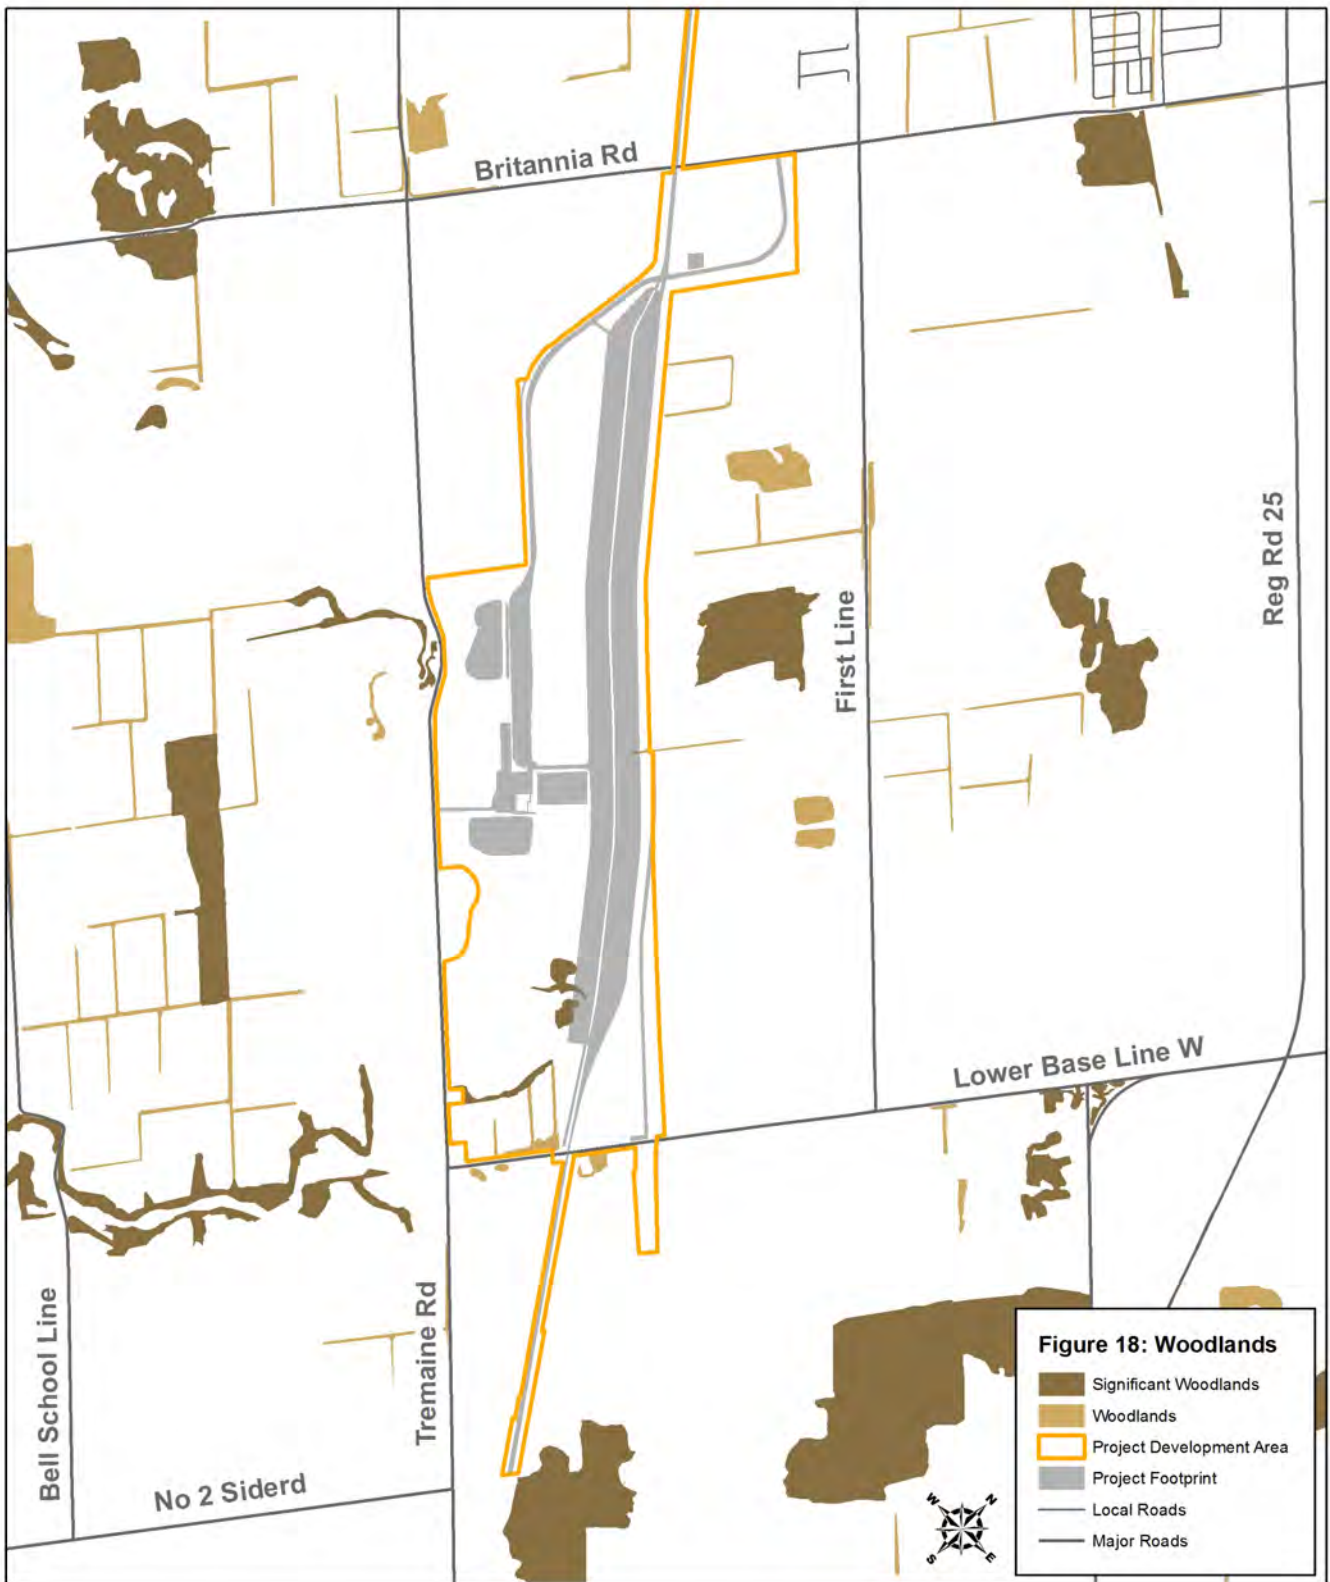 Britannia Rd
Reg Rd 25
First Line
Lower Base Line W
Tremaine Rd
Bell School Line
No 2 Siderd
Figure 18: Woodlands
Significant Woodlands
Woodlands
Project Development Area
Project Footprint
Local Roads
Major Roads
W N
S E